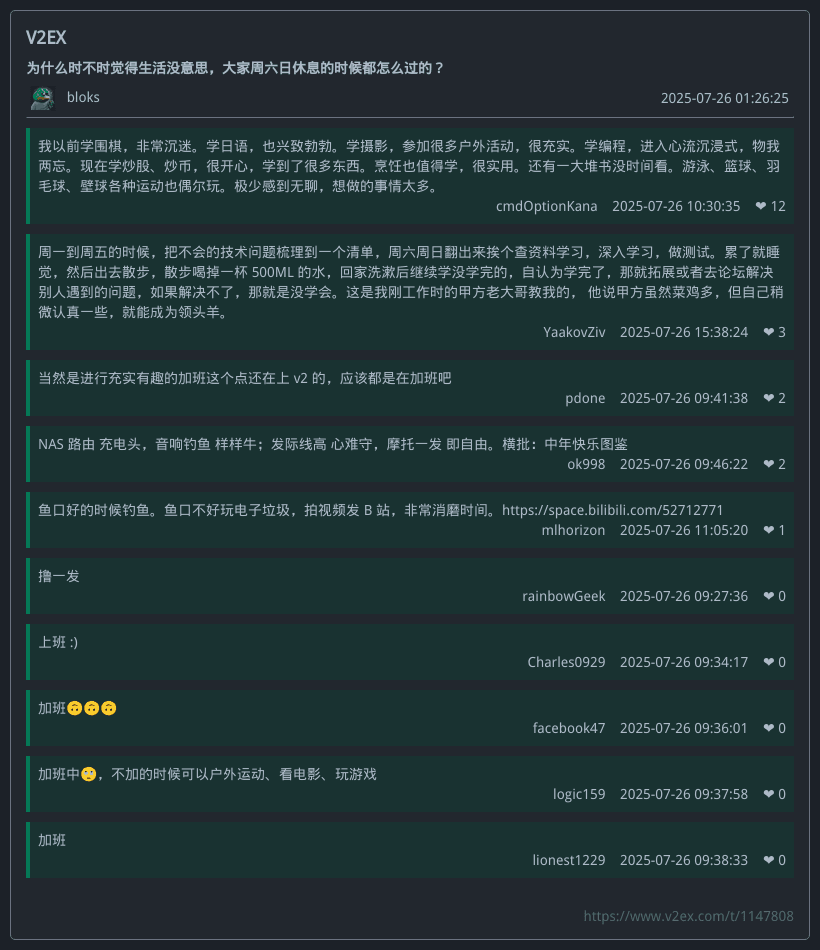 V2EX
为什么时不时觉得生活没意思，大家周六日休息的时候都怎么过的？
bloks 2025-07-26 01:26:25
我以前学围棋，非常沉迷。学日语，也兴致勃勃。学摄影，参加很多户外活动，很充实。学编程，进入心流沉浸式，物我
两忘。现在学炒股、炒币，很开心，学到了很多东西。烹饪也值得学，很实用。还有一大堆书没时间看。游泳、篮球、羽
毛球、壁球各种运动也偶尔玩。极少感到无聊，想做的事情太多。
cmdOptionKana 2025-07-26 10:30:35 ❤ 12
周一到周五的时候，把不会的技术问题梳理到一个清单，周六周日翻出来挨个查资料学习，深入学习，做测试。累了就睡
觉，然后出去散步，散步喝掉一杯 500ML 的水，回家洗漱后继续学没学完的，自认为学完了，那就拓展或者去论坛解决
别人遇到的问题，如果解决不了，那就是没学会。这是我刚工作时的甲方老大哥教我的， 他说甲方虽然菜鸡多，但自己稍
微认真一些，就能成为领头羊。
YaakovZiv 2025-07-26 15:38:24 ❤ 3
当然是进行充实有趣的加班这个点还在上 v2 的，应该都是在加班吧
pdone 2025-07-26 09:41:38 ❤ 2
NAS 路由 充电头，音响钓鱼 样样牛；发际线高 心难守，摩托一发 即自由。横批：中年快乐图鉴
ok998 2025-07-26 09:46:22 ❤ 2
鱼口好的时候钓鱼。鱼口不好玩电子垃圾，拍视频发 B 站，非常消磨时间。https://space.bilibili.com/52712771
mlhorizon 2025-07-26 11:05:20 ❤ 1
撸一发
rainbowGeek 2025-07-26 09:27:36 ❤ 0
上班 :)
Charles0929 2025-07-26 09:34:17 ❤ 0
加班🙃🙃🙃
facebook47 2025-07-26 09:36:01 ❤ 0
加班中🙄，不加的时候可以户外运动、看电影、玩游戏
logic159 2025-07-26 09:37:58 ❤ 0
加班
lionest1229 2025-07-26 09:38:33 ❤ 0
https://www.v2ex.com/t/1147808